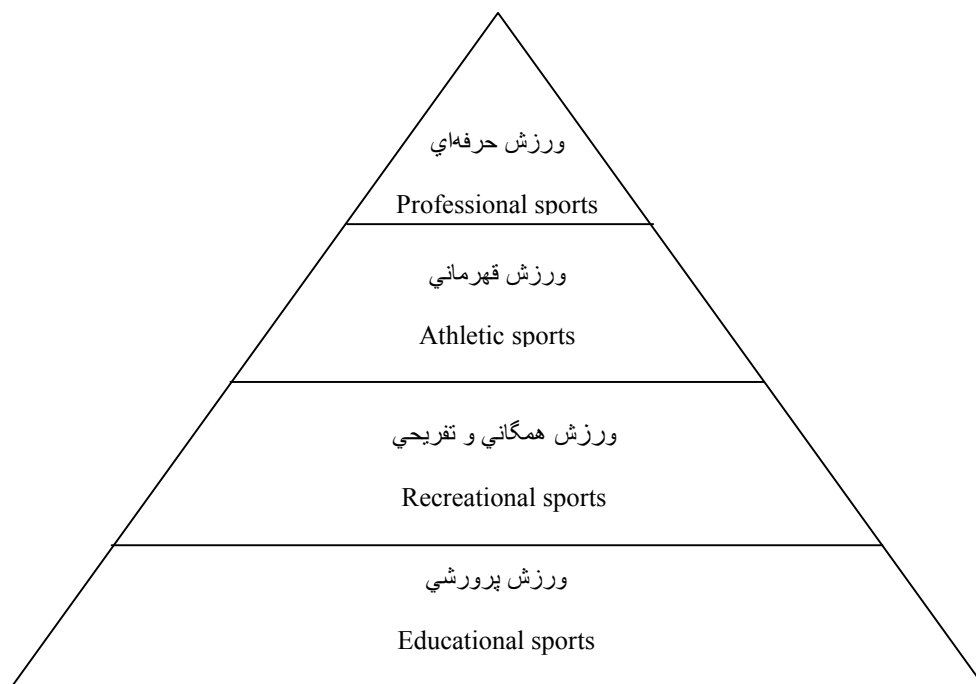 ورزش حرفه‌اي
Professional sports
ورزش قهرماني
Athletic sports
ورزش همگاني و تفريحي
Recreational sports
ورزش پرورشي
Educational sports